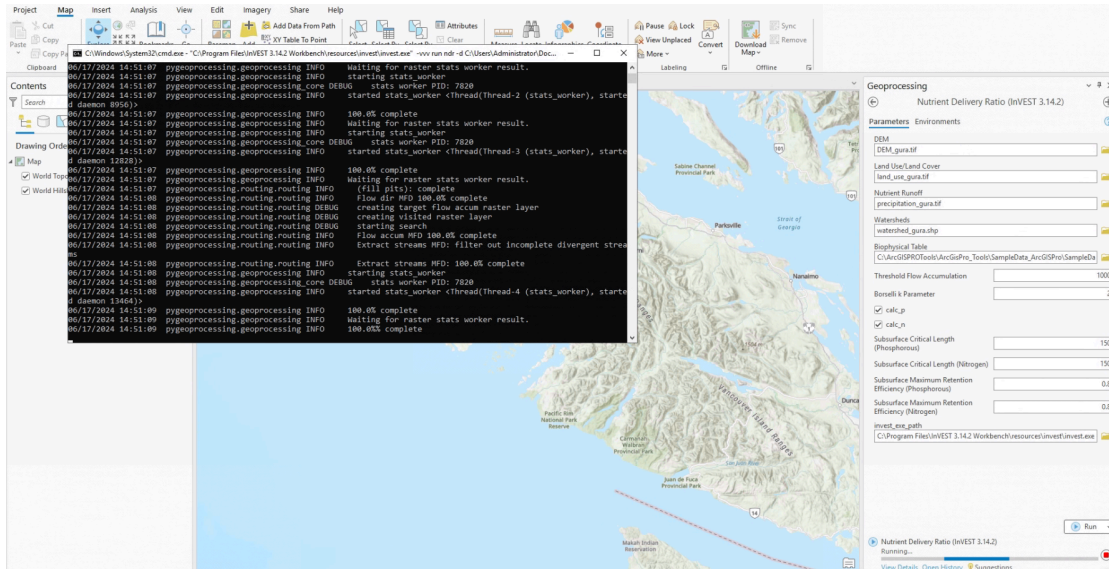 Project Map Insert Analysis View Edit Imagery Share Help
Cut
Copy
Paste
Clipboard
Add Data From Path
XY Table To Point
Attributes
Clear
Pause Lock
View Unplaced
More
Convert
Labeling
Download Map
Sync
Remove
Offline
C:\Windows\System32\cmd.exe - "C:\Program Files\InVEST 3.14.2 Workbench\resources\invest\invest.exe" -vvv run ndr -d C:\Users\Administrator\Doc...
06/17/2024 14:51:07 pygeoprocessing.geoprocessing INFO Waiting for raster stats worker result.
06/17/2024 14:51:07 pygeoprocessing.geoprocessing INFO starting stats_worker
06/17/2024 14:51:07 pygeoprocessing.geoprocessing_core DEBUG stats worker PID: 7820
06/17/2024 14:51:07 pygeoprocessing.geoprocessing INFO started stats_worker <Thread(Thread-2 (stats_worker), starte
d daemon 8956)>
06/17/2024 14:51:07 pygeoprocessing.geoprocessing INFO 100.0% complete
06/17/2024 14:51:07 pygeoprocessing.geoprocessing INFO Waiting for raster stats worker result.
06/17/2024 14:51:07 pygeoprocessing.geoprocessing INFO starting stats_worker
06/17/2024 14:51:07 pygeoprocessing.geoprocessing_core DEBUG stats worker PID: 7820
06/17/2024 14:51:07 pygeoprocessing.geoprocessing INFO started stats_worker <Thread(Thread-3 (stats_worker), starte
d daemon 12828)>
06/17/2024 14:51:07 pygeoprocessing.geoprocessing INFO 100.0% complete
06/17/2024 14:51:07 pygeoprocessing.geoprocessing INFO Waiting for raster stats worker result.
06/17/2024 14:51:08 pygeoprocessing.routing.routing INFO (fill pits): complete
06/17/2024 14:51:08 pygeoprocessing.routing.routing INFO Flow dir MFD 100.0% complete
06/17/2024 14:51:08 pygeoprocessing.routing.routing DEBUG creating target flow accum raster layer
06/17/2024 14:51:08 pygeoprocessing.routing.routing DEBUG creating visited raster layer
06/17/2024 14:51:08 pygeoprocessing.routing.routing DEBUG starting search
06/17/2024 14:51:08 pygeoprocessing.routing.routing INFO Flow accum MFD 100.0% complete
06/17/2024 14:51:08 pygeoprocessing.routing.routing INFO Extract streams MFD: filter out incomplete divergent strea
ms
06/17/2024 14:51:08 pygeoprocessing.routing.routing INFO Extract streams MFD: 100.0% complete
06/17/2024 14:51:08 pygeoprocessing.geoprocessing INFO starting stats_worker
06/17/2024 14:51:08 pygeoprocessing.geoprocessing_core DEBUG stats worker PID: 7820
06/17/2024 14:51:08 pygeoprocessing.geoprocessing INFO started stats_worker <Thread(Thread-4 (stats_worker), starte
d daemon 13464)>
06/17/2024 14:51:09 pygeoprocessing.geoprocessing INFO 100.0% complete
06/17/2024 14:51:09 pygeoprocessing.geoprocessing INFO Waiting for raster stats worker result.
06/17/2024 14:51:09 pygeoprocessing.geoprocessing INFO 100.0%% complete
Contents
Search
Drawing Orde
Map
World Topo
World Hills
Sabine Channel
Provincial Park
101
101
Parksville
Strait of
Georgia
Nanaimo
1
Dunca
Vancouver Island Ranges
Pacific Rim
National Park
Reserve
Carmanah
Walbran
Provincial Park
Juan de Fuca
Provincial Park
14
Makah Indian
Reservation
Geoprocessing
Nutrient Delivery Ratio (InVEST 3.14.2)
Parameters Environments
DEM
DEM_gura.tif
Land Use/Land Cover
land_use_gura.tif
Nutrient Runoff
precipitation_gura.tif
Watersheds
watershed_gura.shp
Biophysical Table
C:\ArcGISPROTools\ArcGisPro_Tools\SampleData_ArcGISPro\SampleDa
Threshold Flow Accumulation 1000
Borselli k Parameter 2
calc_p
calc_n
Subsurface Critical Length
(Phosphorous) 150
Subsurface Critical Length (Nitrogen) 150
Subsurface Maximum Retention
Efficiency (Phosphorous) 0.8
Subsurface Maximum Retention
Efficiency (Nitrogen) 0.8
invest_exe_path
C:\Program Files\InVEST 3.14.2 Workbench\resources\invest\invest.exe
Run
Nutrient Delivery Ratio (InVEST 3.14.2)
Running...
View Details Open History Suggestions